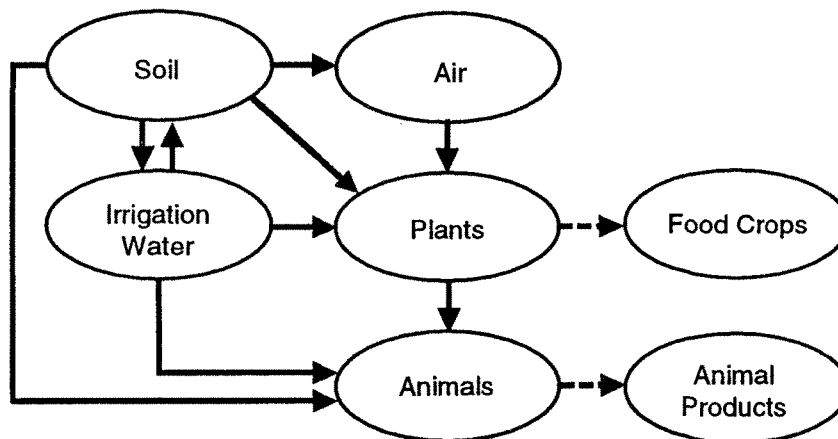 Soil
Air
Irrigation
Water
Plants
Food Crops
Animals
Animal
Products